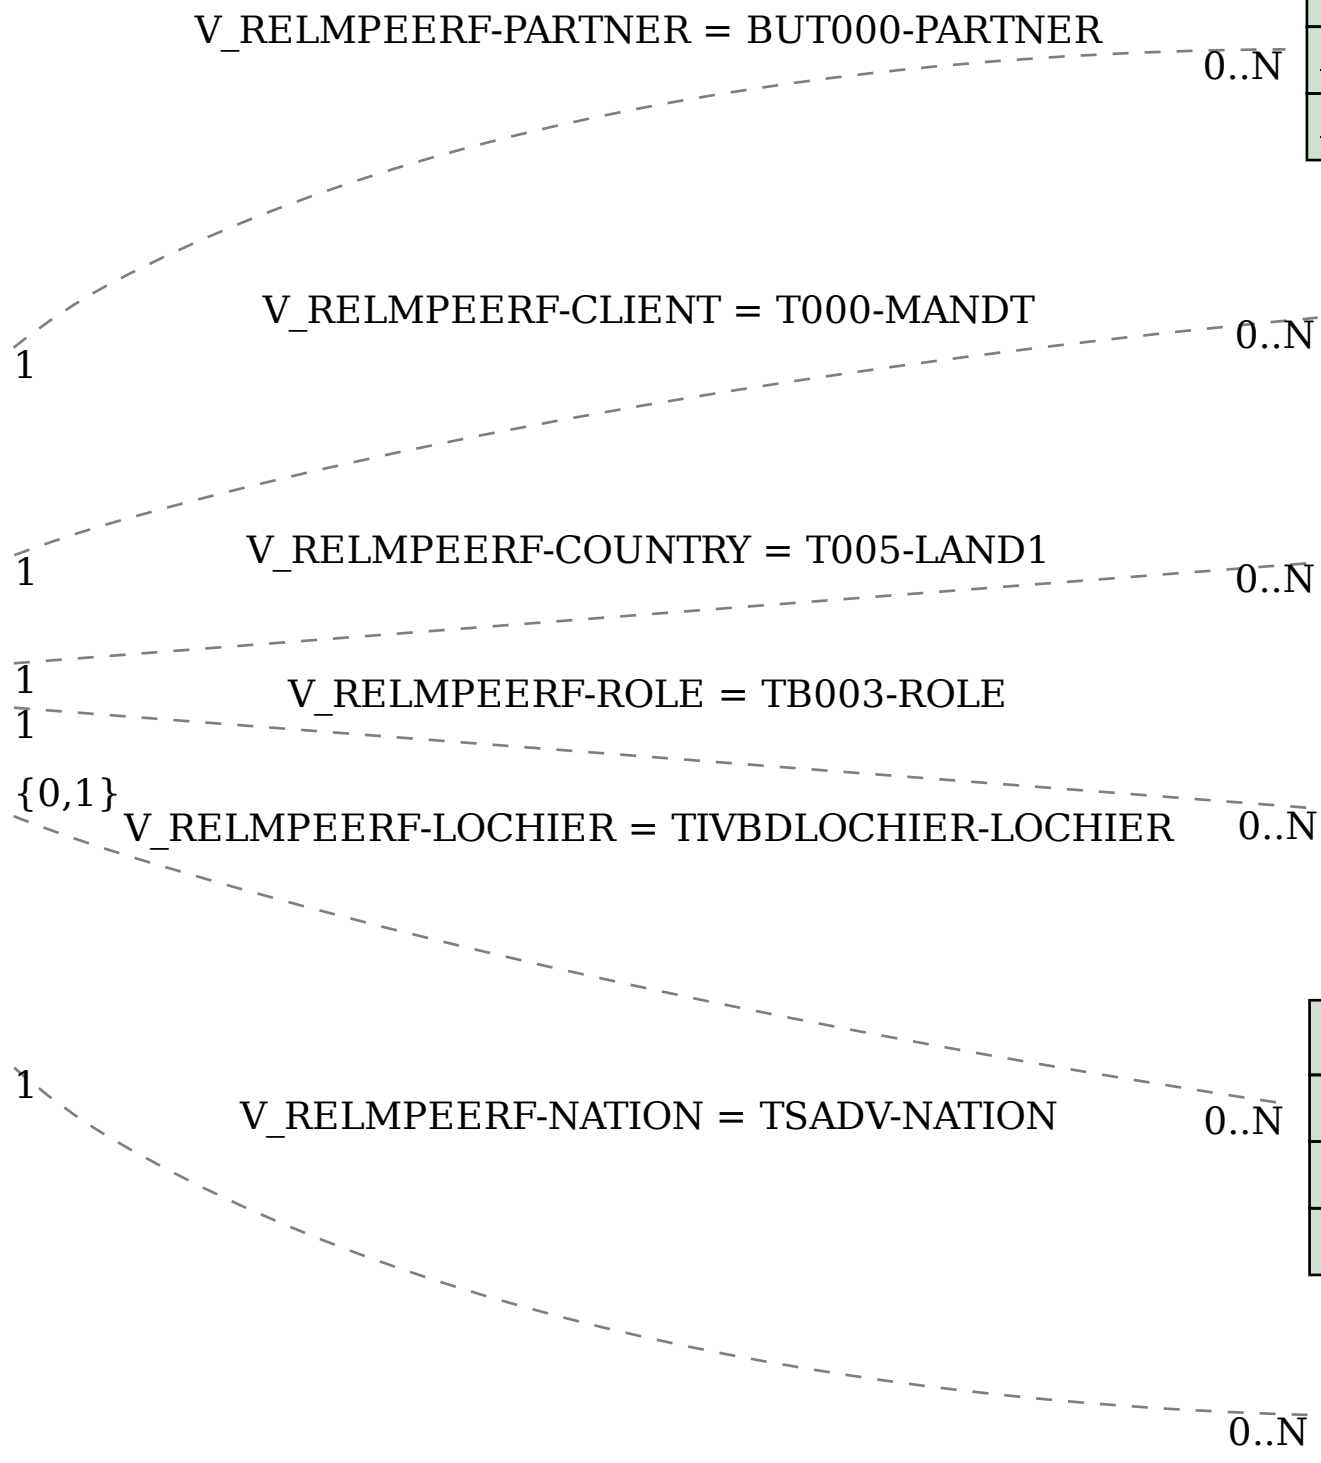 V_RELMPEERF-PARTNER = BUT000-PARTNER
0..N
V_RELMPEERF-CLIENT = T000-MANDT
0..N
1
V_RELMPEERF-COUNTRY = T005-LAND1
1
0..N
1
V_RELMPEERF-ROLE = TB003-ROLE
1
{0,1}
V_RELMPEERF-LOCHIER = TIVBDLOCHIER-LOCHIER
0..N
1
V_RELMPEERF-NATION = TSADV-NATION
0..N
0..N